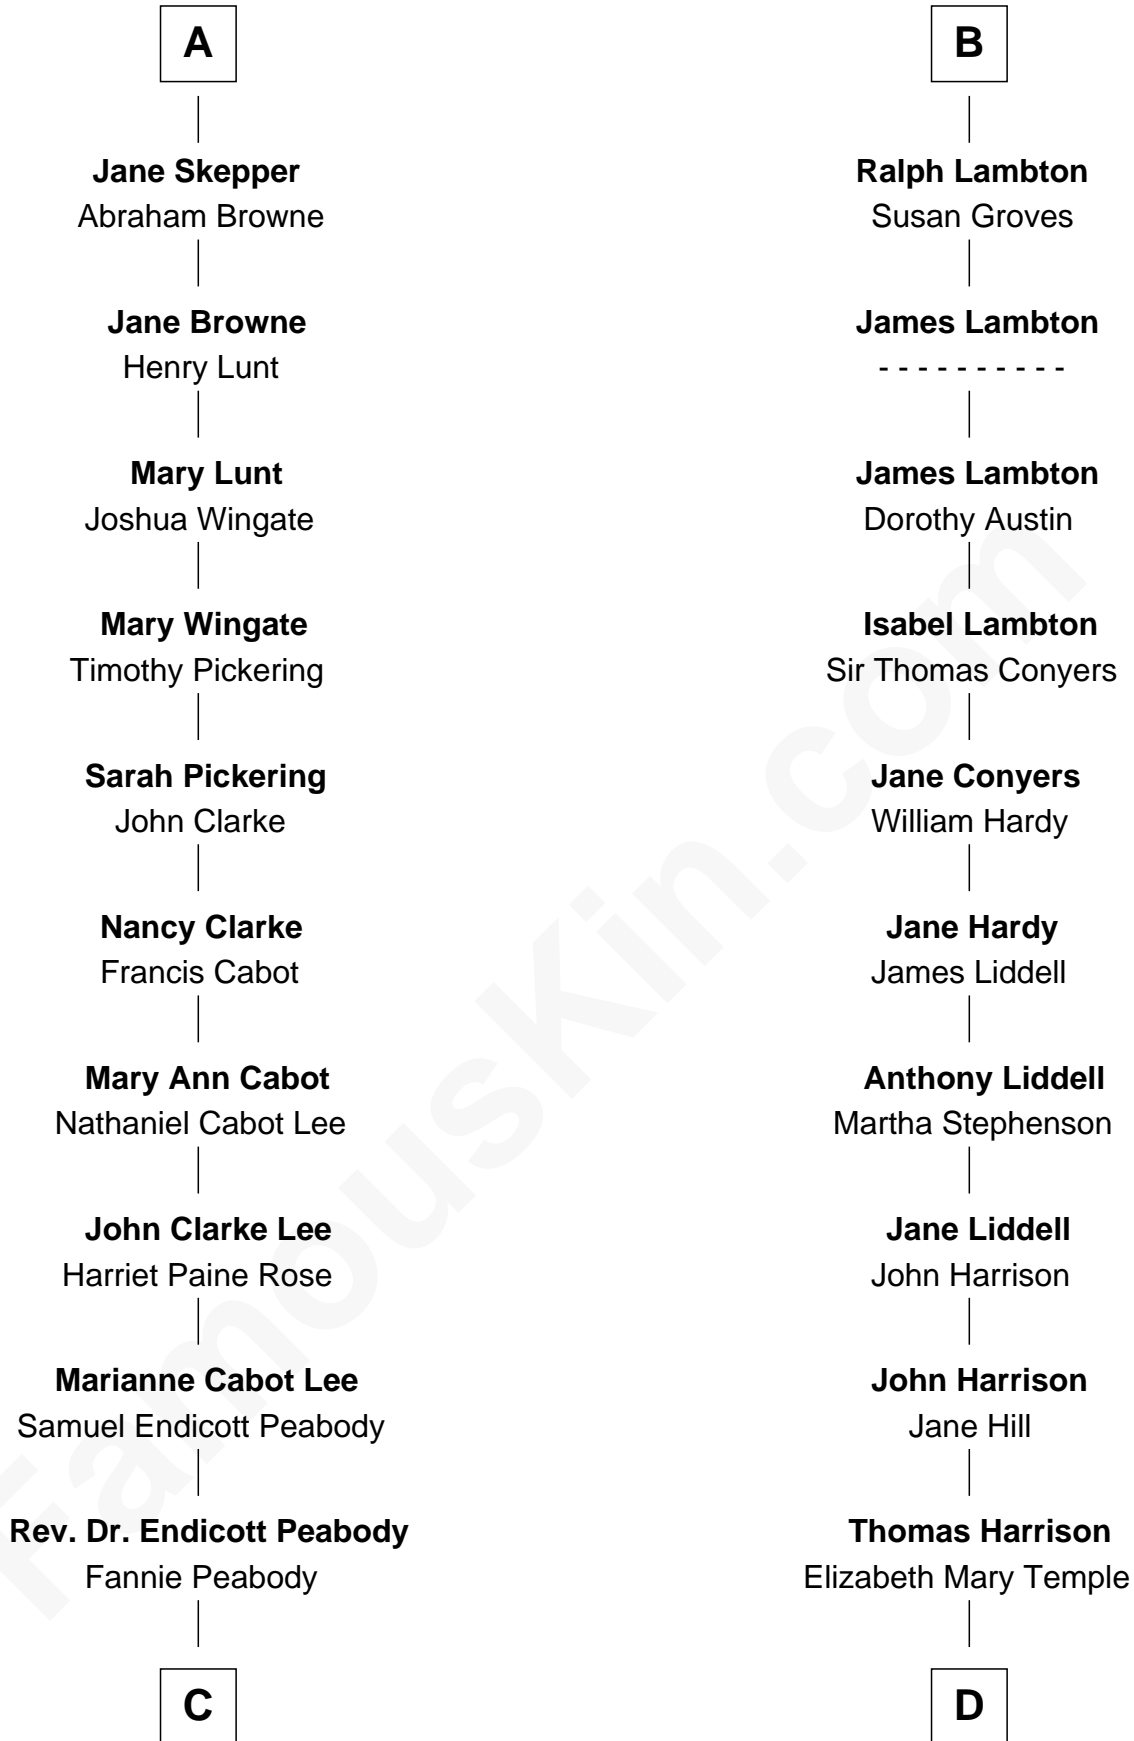 A
Jane Skepper
Abraham Browne
Jane Browne
Henry Lunt
Mary Lunt
Joshua Wingate
Mary Wingate
Timothy Pickering
Sarah Pickering
John Clarke
Nancy Clarke
Francis Cabot
Mary Ann Cabot
Nathaniel Cabot Lee
John Clarke Lee
Harriet Paine Rose
Marianne Cabot Lee
Samuel Endicott Peabody
Rev. Dr. Endicott Peabody
Fannie Peabody
C
B
Ralph Lambton
Susan Groves
James Lambton
- - - - - - - - - -
James Lambton
Dorothy Austin
Isabel Lambton
Sir Thomas Conyers
Jane Conyers
William Hardy
Jane Hardy
James Liddell
Anthony Liddell
Martha Stephenson
Jane Liddell
John Harrison
John Harrison
Jane Hill
Thomas Harrison
Elizabeth Mary Temple
D
FamousKin.com